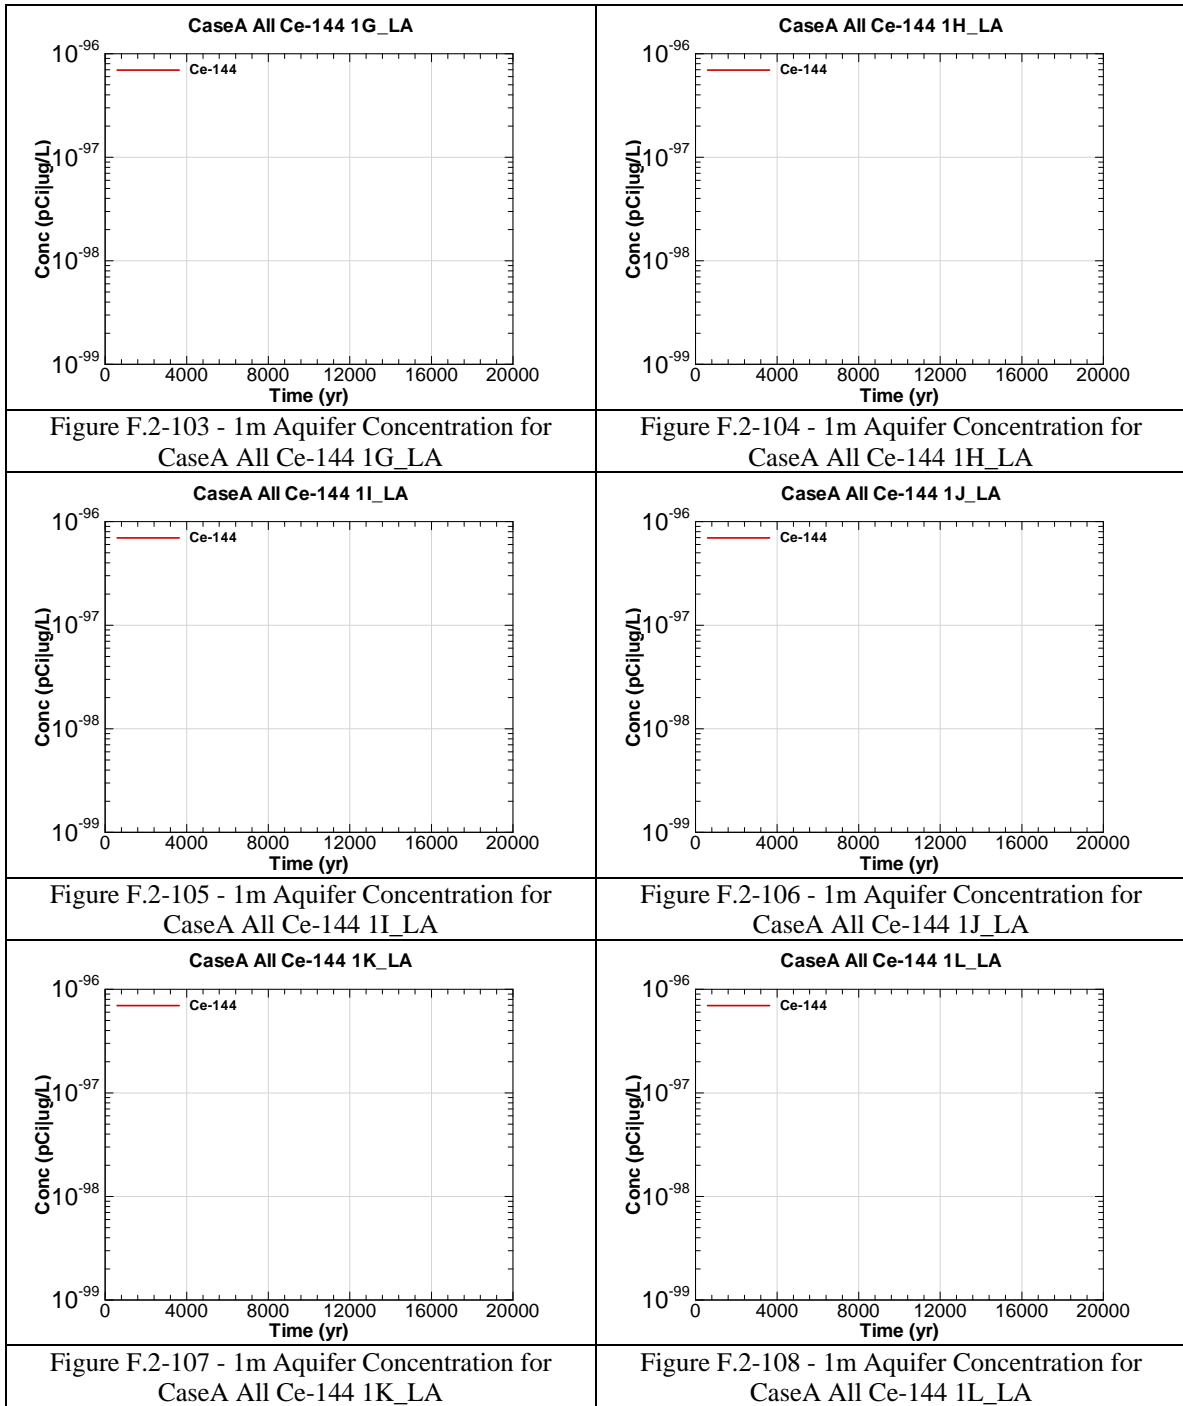 CaseA All Ce-144 1G_LA
10-96
Ce-144
10-97
10-98
10-99
Conc (pCi|ug/L)
0 4000 8000 12000 16000 20000
Time (yr)
Figure F.2-103 - 1m Aquifer Concentration for
CaseA All Ce-144 1G_LA
CaseA All Ce-144 1H_LA
10-96
Ce-144
10-97
10-98
10-99
Conc (pCi|ug/L)
0 4000 8000 12000 16000 20000
Time (yr)
Figure F.2-104 - 1m Aquifer Concentration for
CaseA All Ce-144 1H_LA
CaseA All Ce-144 1I_LA
10-96
Ce-144
10-97
10-98
10-99
Conc (pCi|ug/L)
0 4000 8000 12000 16000 20000
Time (yr)
Figure F.2-105 - 1m Aquifer Concentration for
CaseA All Ce-144 1I_LA
CaseA All Ce-144 1J_LA
10-96
Ce-144
10-97
10-98
10-99
Conc (pCi|ug/L)
0 4000 8000 12000 16000 20000
Time (yr)
Figure F.2-106 - 1m Aquifer Concentration for
CaseA All Ce-144 1J_LA
CaseA All Ce-144 1K_LA
10-96
Ce-144
10-97
10-98
10-99
Conc (pCi|ug/L)
0 4000 8000 12000 16000 20000
Time (yr)
Figure F.2-107 - 1m Aquifer Concentration for
CaseA All Ce-144 1K_LA
CaseA All Ce-144 1L_LA
10-96
Ce-144
10-97
10-98
10-99
Conc (pCi|ug/L)
0 4000 8000 12000 16000 20000
Time (yr)
Figure F.2-108 - 1m Aquifer Concentration for
CaseA All Ce-144 1L_LA